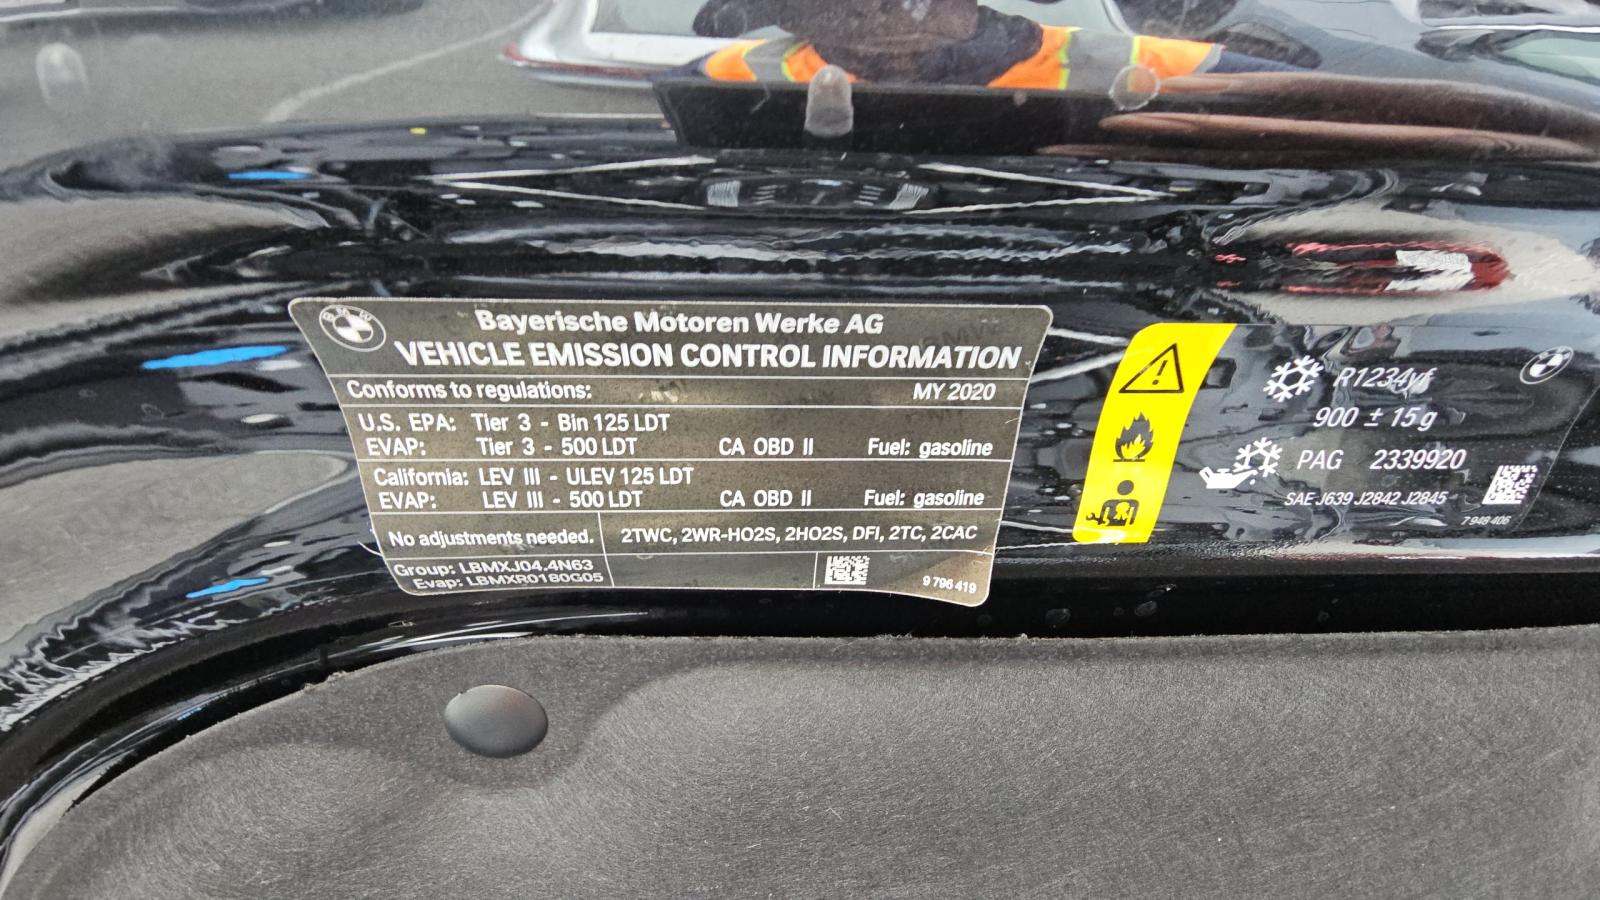 BMW
Bayerische Motoren Werke AG
VEHICLE EMISSION CONTROL INFORMATION
Conforms to regulations: MY 2020
U.S. EPA: Tier 3 - Bin 125 LDT
EVAP: Tier 3 - 500 LDT CA OBD II Fuel: gasoline
California: LEV III - ULEV 125 LDT
EVAP: LEV III - 500 LDT CA OBD II Fuel: gasoline
No adjustments needed. 2TWC, 2WR-HO2S, 2HO2S, DFI, 2TC, 2CAC
Group: LBMXJ04.4N63
Evap: LBMXR0180G05
9 796 419
R1234yf
900 ± 15 g
PAG 2339920
SAE J639 J2842 J2845
7 948 406